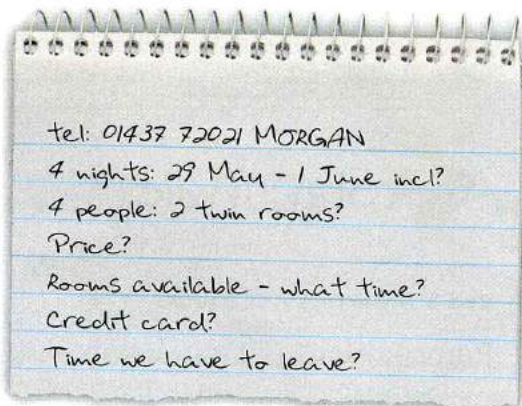 tel: 01437 72021 MORGAN
4 nights: 29 May - 1 June incl?
4 people: 2 twin rooms?
Price?
Rooms available - what time?
Credit card?
Time we have to leave?